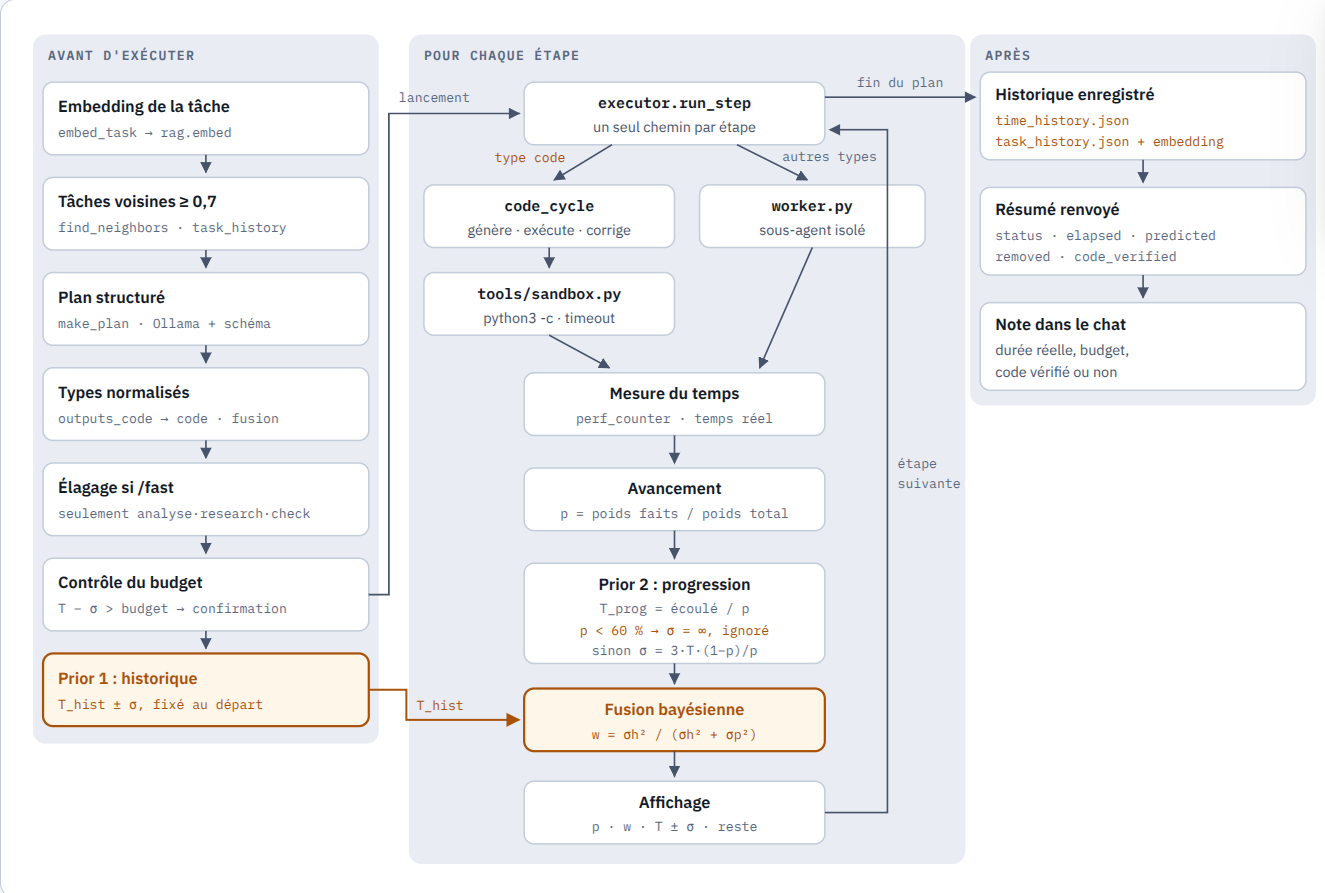 AVANT D'EXÉCUTER
Embedding de la tâche
embed_task → rag.embed
Tâches voisines ≥ 0,7
find_neighbors · task_history
Plan structuré
make_plan · Ollama + schéma
Types normalisés
outputs_code → code · fusion
Élagage si /fast
seulement analyse·research·check
Contrôle du budget
T − σ > budget → confirmation
Prior 1 : historique
T_hist ± σ, fixé au départ
lancement
T_hist
POUR CHAQUE ÉTAPE
executor.run_step
un seul chemin par étape
type code
autres types
code_cycle
génère · exécute · corrige
worker.py
sous-agent isolé
tools/sandbox.py
python3 -c · timeout
Mesure du temps
perf_counter · temps réel
Avancement
p = poids faits / poids total
Prior 2 : progression
T_prog = écoulé / p
p < 60 % → σ = ∞, ignoré
sinon σ = 3·T·(1−p)/p
Fusion bayésienne
w = σh² / (σh² + σp²)
Affichage
p · w · T ± σ · reste
étape
suivante
fin du plan
APRÈS
Historique enregistré
time_history.json
task_history.json + embedding
Résumé renvoyé
status · elapsed · predicted
removed · code_verified
Note dans le chat
durée réelle, budget,
code vérifié ou non